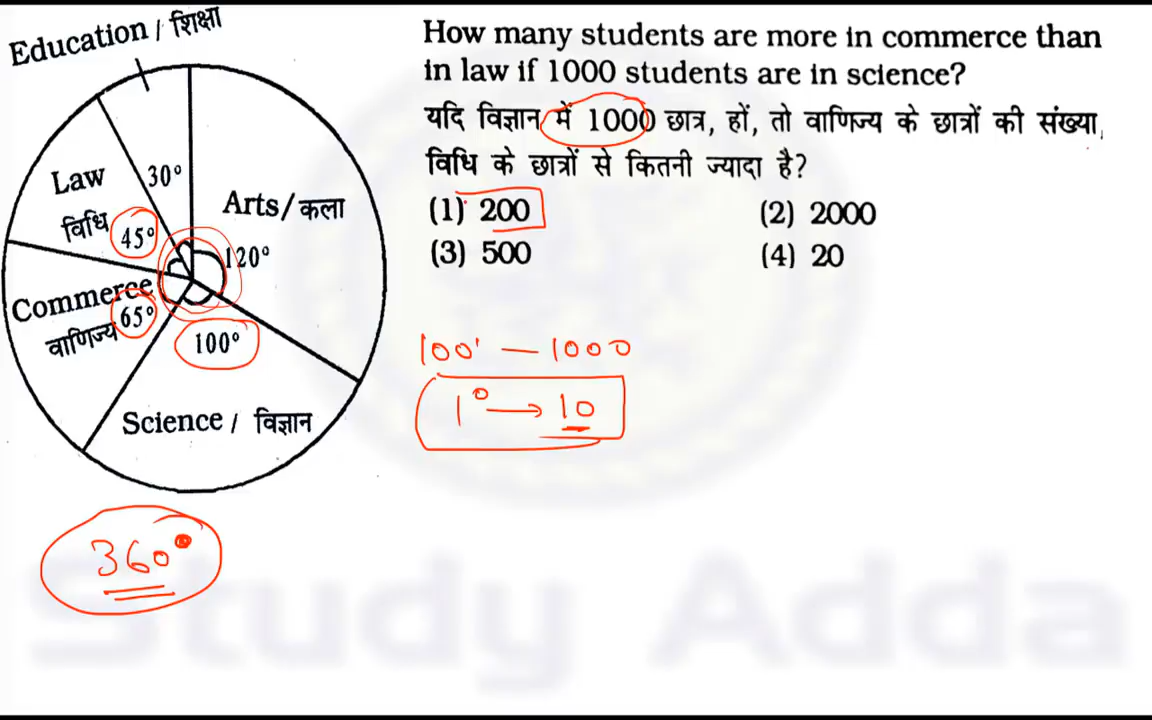 Education / शिक्षा
Law
विधि
30°
45°
Arts/कला
120°
Commerce
वाणिज्य
65°
100°
Science / विज्ञान
360°
How many students are more in commerce than
in law if 1000 students are in science?
यदि विज्ञान में 1000 छात्र, हों, तो वाणिज्य के छात्रों की संख्या,
विधि के छात्रों से कितनी ज्यादा है?
(1) 200
(2) 2000
(3) 500
(4) 20
100° — 1000
1° → 10
Study Adda